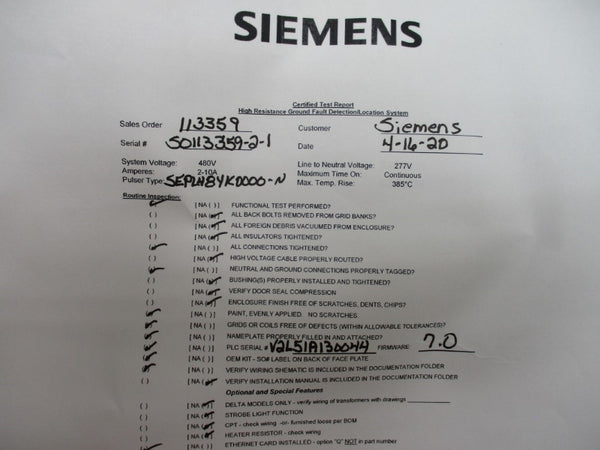 SIEMENS
Certified Test Report
High Resistance Ground Fault Detection/Location System
Sales Order 113359 Customer Siemens
Serial # SO113359-2-1 Date 4-16-20
System Voltage: 480V Line to Neutral Voltage: 277V
Amperes: 2-10A Maximum Time On: Continuous
Pulser Type: Max. Temp. Rise: 385°C
Routine Inspection:
[NA ( )] FUNCTIONAL TEST PERFORMED?
( ) [NA ( )] ALL BACK BOLTS REMOVED FROM GRID BANKS?
( ) [NA ( )] ALL FOREIGN DEBRIS VACUUMED FROM ENCLOSURE?
( ) [NA ( )] ALL INSULATORS TIGHTENED?
[NA ( )] ALL CONNECTIONS TIGHTENED?
( ) [NA ( )] HIGH VOLTAGE CABLE PROPERLY ROUTED?
[NA ( )] NEUTRAL AND GROUND CONNECTIONS PROPERLY TAGGED?
( ) [NA ( )] BUSHING(S) PROPERLY INSTALLED AND TIGHTENED?
( ) [NA ( )] VERIFY DOOR SEAL COMPRESSION
( ) [NA ( )] ENCLOSURE FINISH FREE OF SCRATCHES, DENTS, CHIPS?
[NA ( )] PAINT, EVENLY APPLIED. NO SCRATCHES
[NA ( )] GRIDS OR COILS FREE OF DEFECTS (WITHIN ALLOWABLE TOLERANCES)?
[NA ( )] NAMEPLATE PROPERLY FILLED IN AND ATTACHED?
[NA ( )] PLC SERIAL # V2L51A130044 FIRMWARE: 7.0
[NA ( )] OEM KIT - SO# LABEL ON BACK OF FACE PLATE
[NA ( )] VERIFY WIRING SHEMATIC IS INCLUDED IN THE DOCUMENTATION FOLDER
( ) [NA ( )] VERIFY INSTALLATION MANUAL IS INCLUDED IN THE DOCUMENTATION FOLDER
Optional and Special Features
( ) [NA ( )] DELTA MODELS ONLY - verify wiring of transformers with drawings
( ) [NA ( )] STROBE LIGHT FUNCTION
( ) [NA ( )] CPT - check wiring -or- furnished loose per BOM
( ) [NA ( )] HEATER RESISTOR - check wiring
[NA ( )] ETHERNET CARD INSTALLED - option "Q" NOT in part number